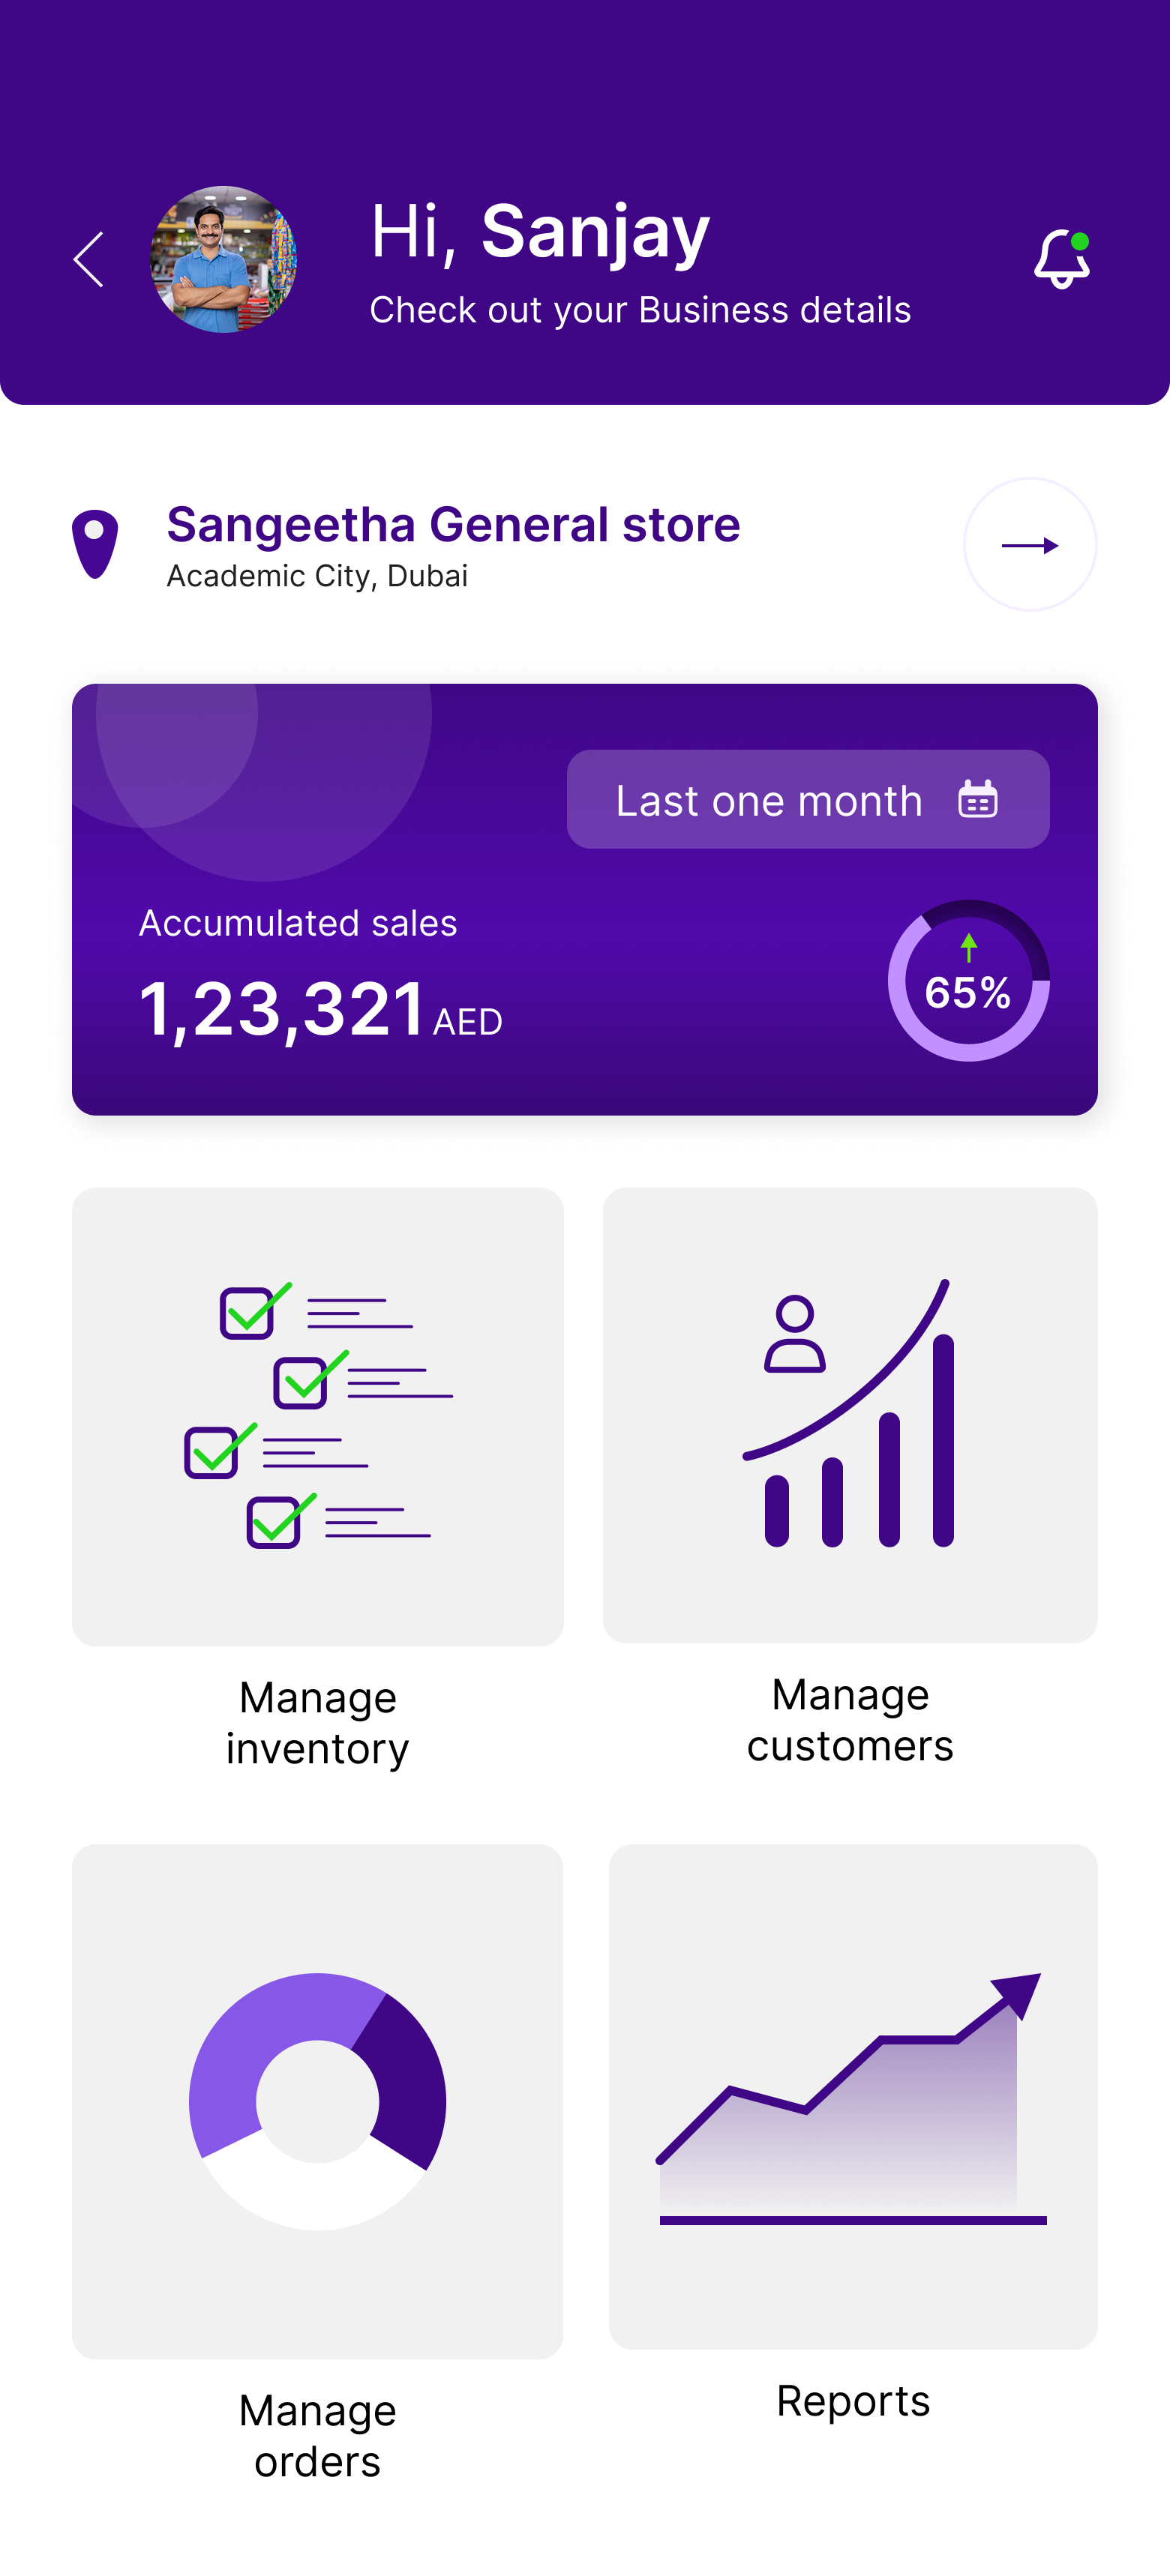 Hi, Sanjay
Check out your Business details
Sangeetha General store
Academic City, Dubai
Last one month
Accumulated sales
1,23,321 AED
65%
Manage
inventory
Manage
customers
Manage
orders
Reports